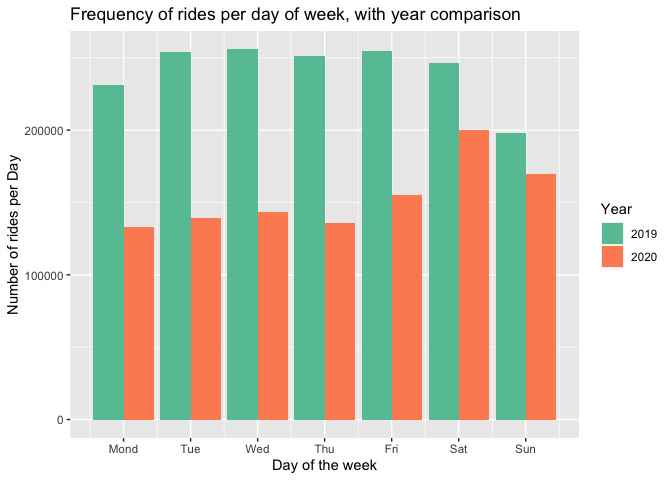 Frequency of rides per day of week, with year comparison
Number of rides per Day
200000
100000
0
Mond Tue Wed Thu Fri Sat Sun
Day of the week
Year
2019
2020